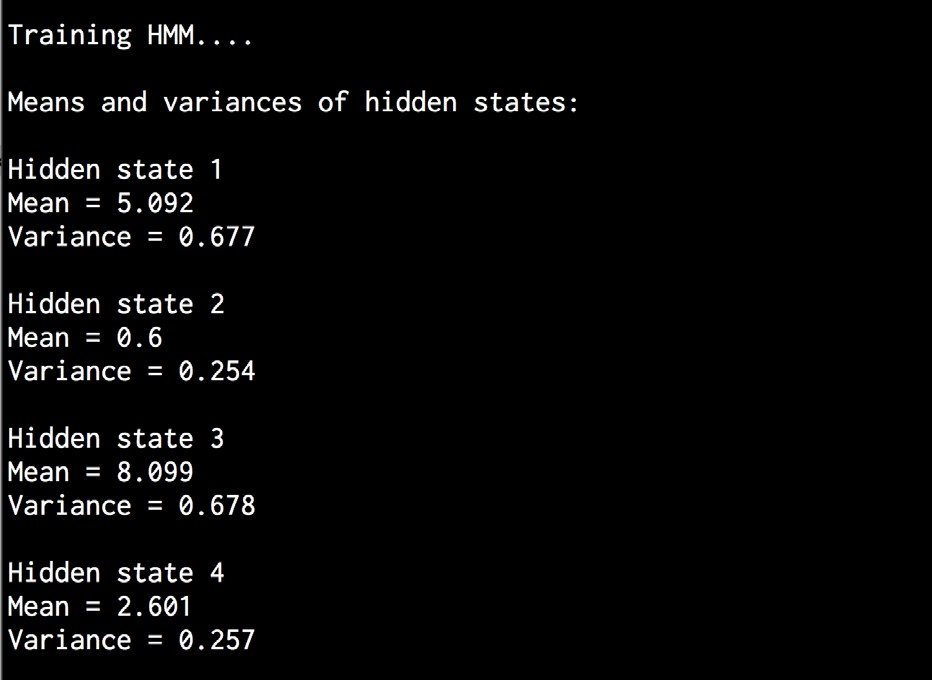 Training HMM....
Means and variances of hidden states:
Hidden state 1
Mean = 5.092
Variance = 0.677
Hidden state 2
Mean = 0.6
Variance = 0.254
Hidden state 3
Mean = 8.099
Variance = 0.678
Hidden state 4
Mean = 2.601
Variance = 0.257